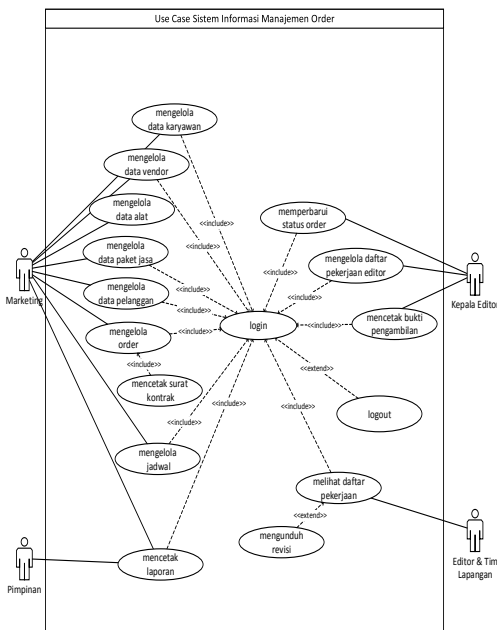 Use Case Sistem Informasi Manajemen Order
mengelola
data karyawan
mengelola
data vendor
mengelola
data alat
mengelola
data paket jasa
mengelola
data pelanggan
mengelola
order
mencetak surat
kontrak
mengelola
jadwal
mencetak
laporan
login
memperbarui
status order
mengelola daftar
pekerjaan editor
mencetak bukti
pengambilan
logout
melihat daftar
pekerjaan
mengunduh
revisi
<<include>>
<<include>>
<<include>>
<<include>>
<<include>>
<<include>>
<<include>>
<<include>>
<<include>>
<<include>>
<<include>>
<<extend>>
<<include>>
<<extend>>
Marketing
Pimpinan
Kepala Editor
Editor & Tim
Lapangan